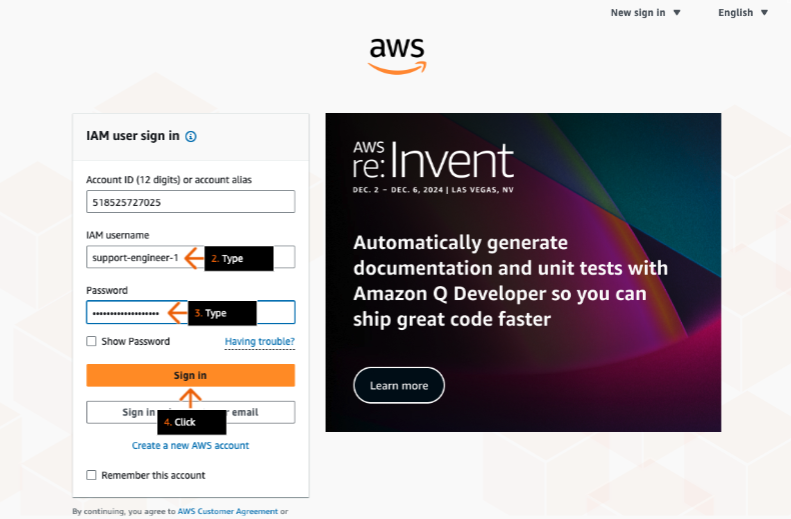 New sign in ▼
English ▼
aws
IAM user sign in
Account ID (12 digits) or account alias
518525727025
IAM username
support-engineer-1
2. Type
Password
3. Type
Show Password
Having trouble?
Sign in
Sign in
email
4. Click
Create a new AWS account
Remember this account
By continuing, you agree to AWS Customer Agreement or
AWS
re:Invent
DEC. 2 – DEC. 6, 2024 | LAS VEGAS, NV
Automatically generate
documentation and unit tests with
Amazon Q Developer so you can
ship great code faster
Learn more